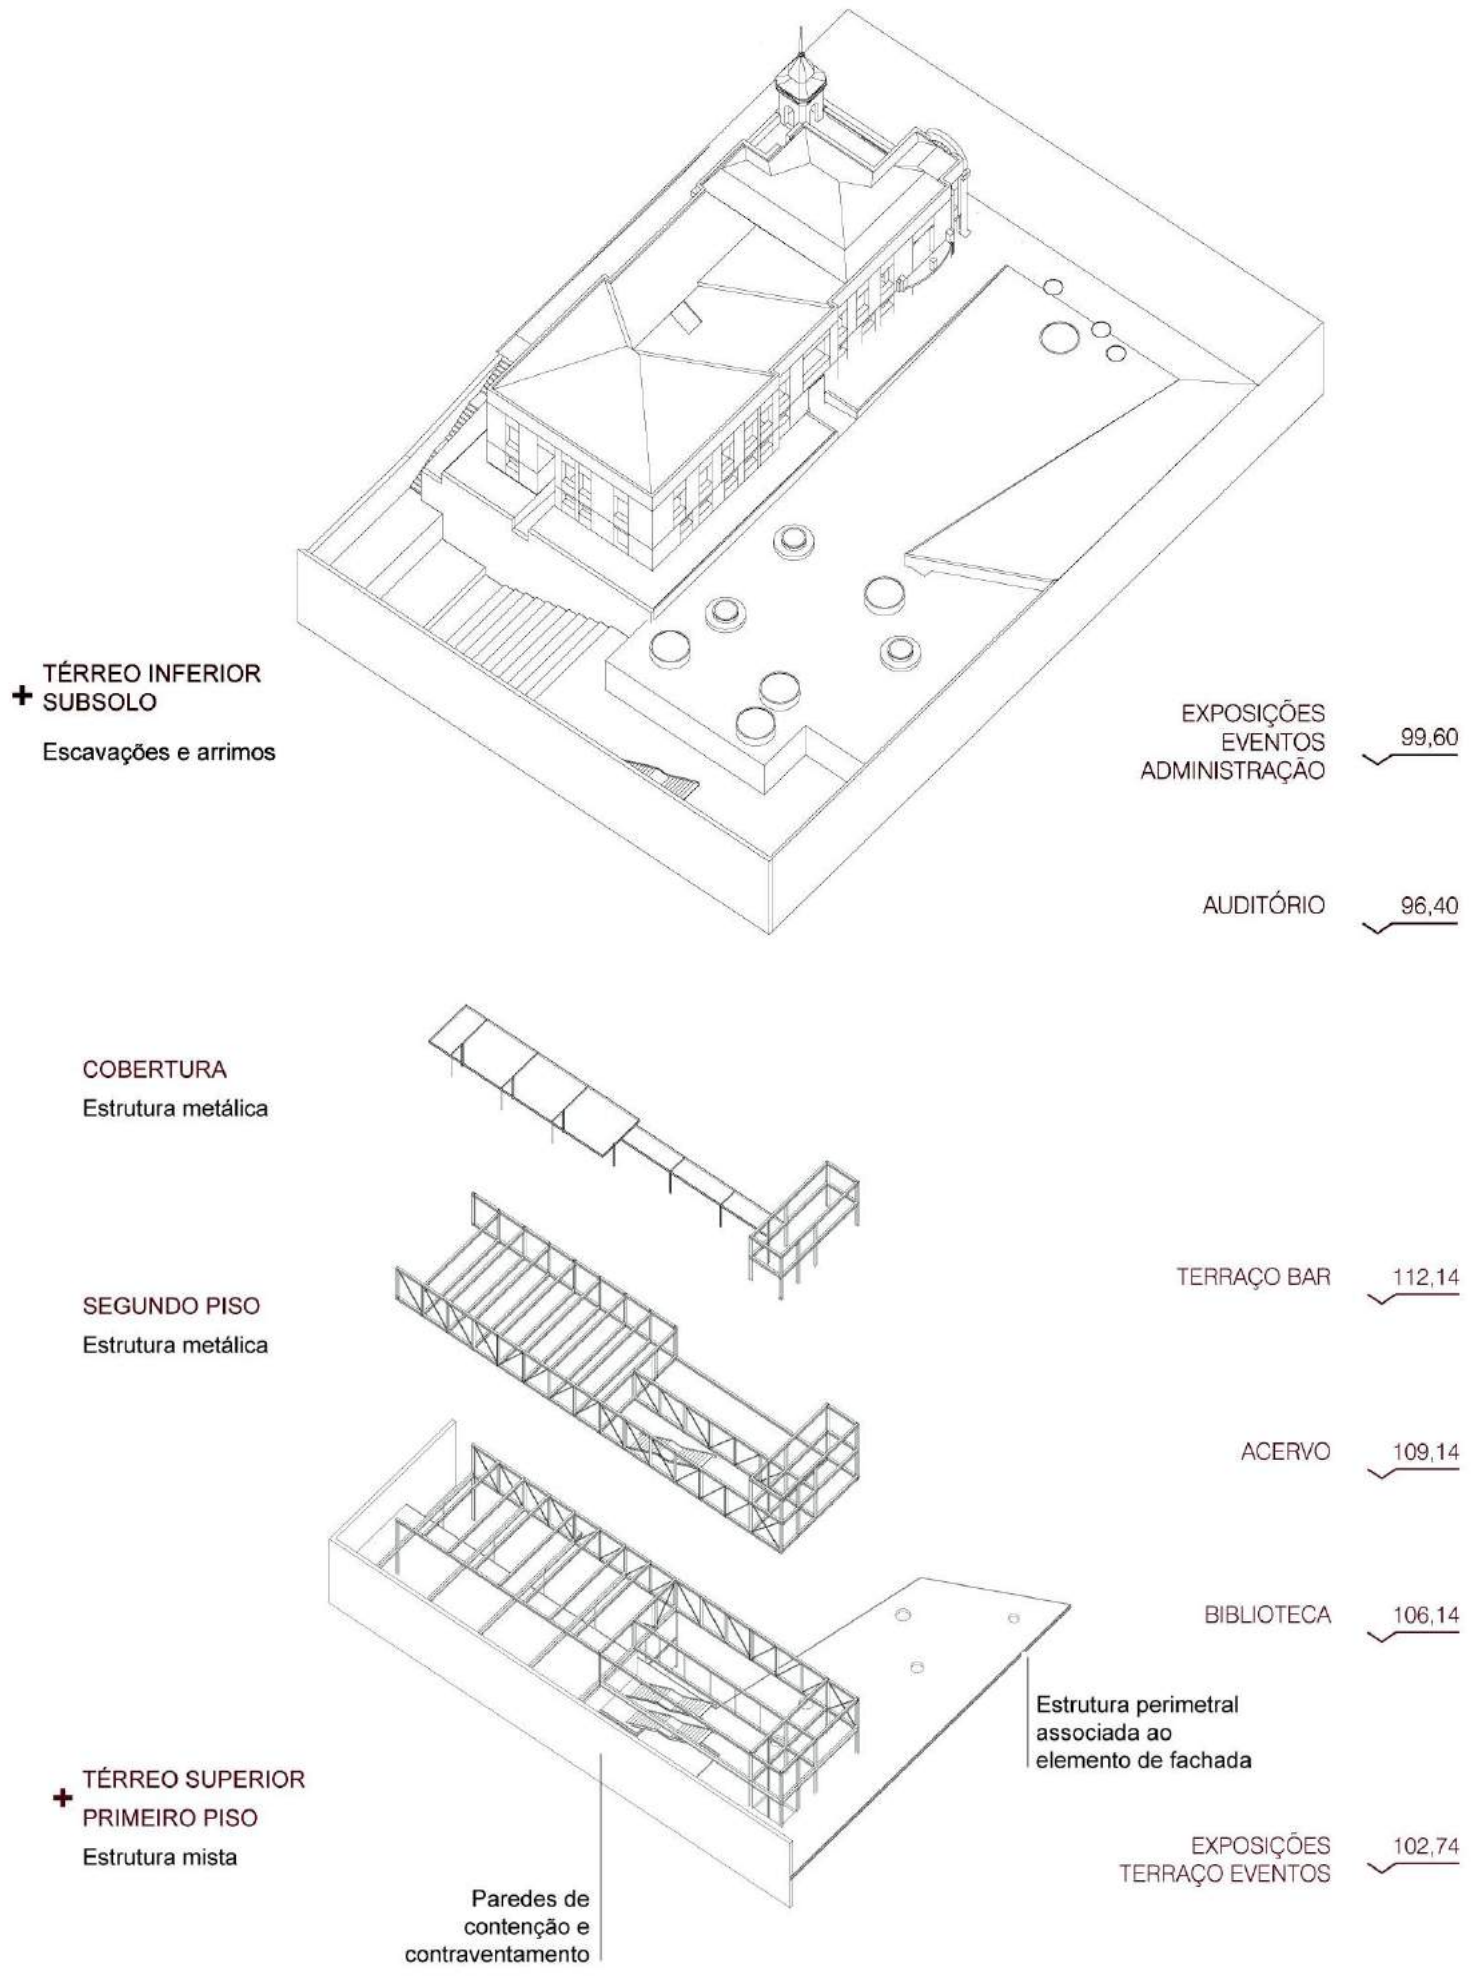 + TÉRREO INFERIOR
SUBSOLO
Escavações e arrimos
EXPOSIÇÕES
EVENTOS
ADMINISTRAÇÃO
99,60
AUDITÓRIO
96,40
COBERTURA
Estrutura metálica
SEGUNDO PISO
Estrutura metálica
TERRAÇO BAR
112,14
ACERVO
109,14
BIBLIOTECA
106,14
Estrutura perimetral
associada ao
elemento de fachada
+ TÉRREO SUPERIOR
PRIMEIRO PISO
Estrutura mista
EXPOSIÇÕES
TERRAÇO EVENTOS
102,74
Paredes de
contenção e
contraventamento